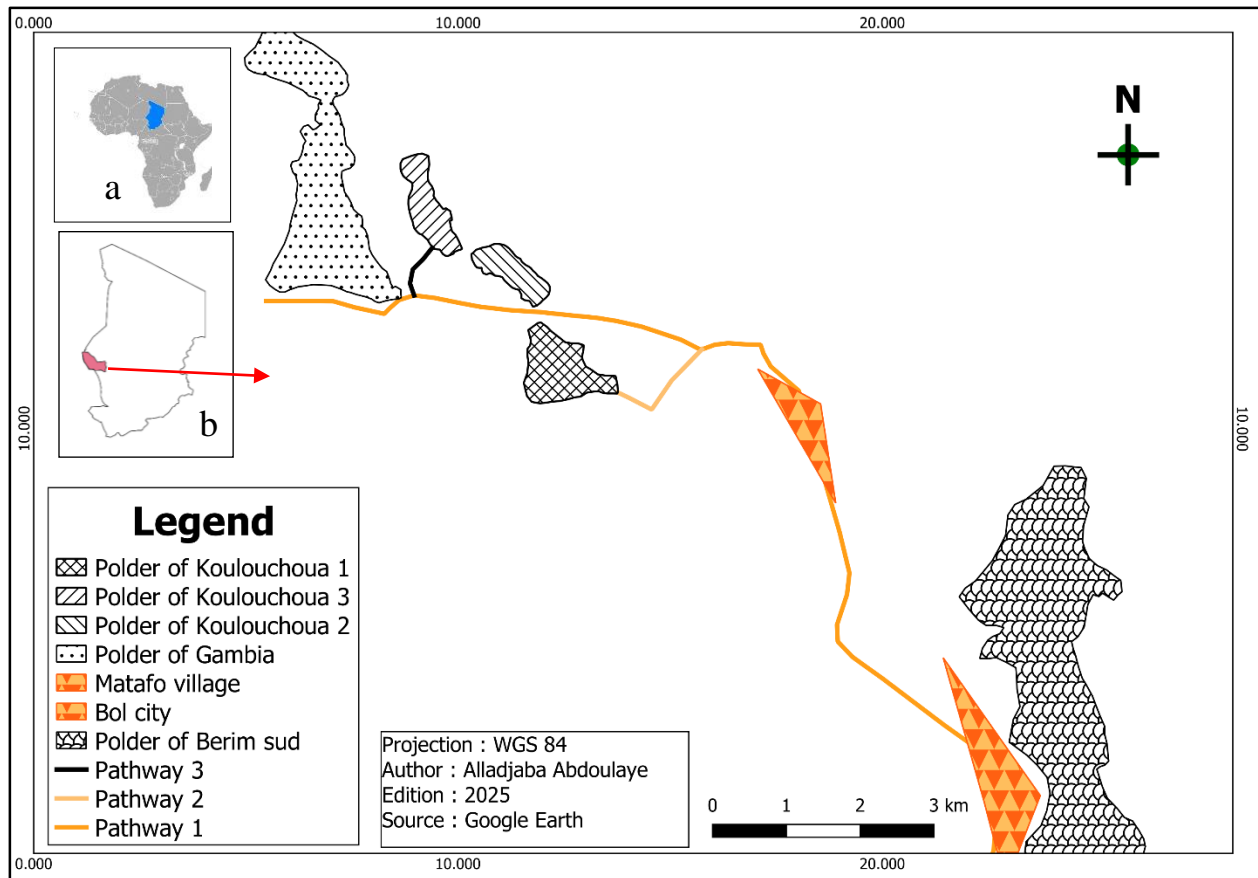 0.000 10.000 20.000
N
a
b
10.000
10.000
Legend
Polder of Koulouchoua 1
Polder of Koulouchoua 3
Polder of Koulouchoua 2
Polder of Gambia
Matafo village
Bol city
Polder of Berim sud
Pathway 3
Pathway 2
Pathway 1
Projection : WGS 84
Author : Alladjaba Abdoulaye
Edition : 2025
Source : Google Earth
0 1 2 3 km
0.000 10.000 20.000